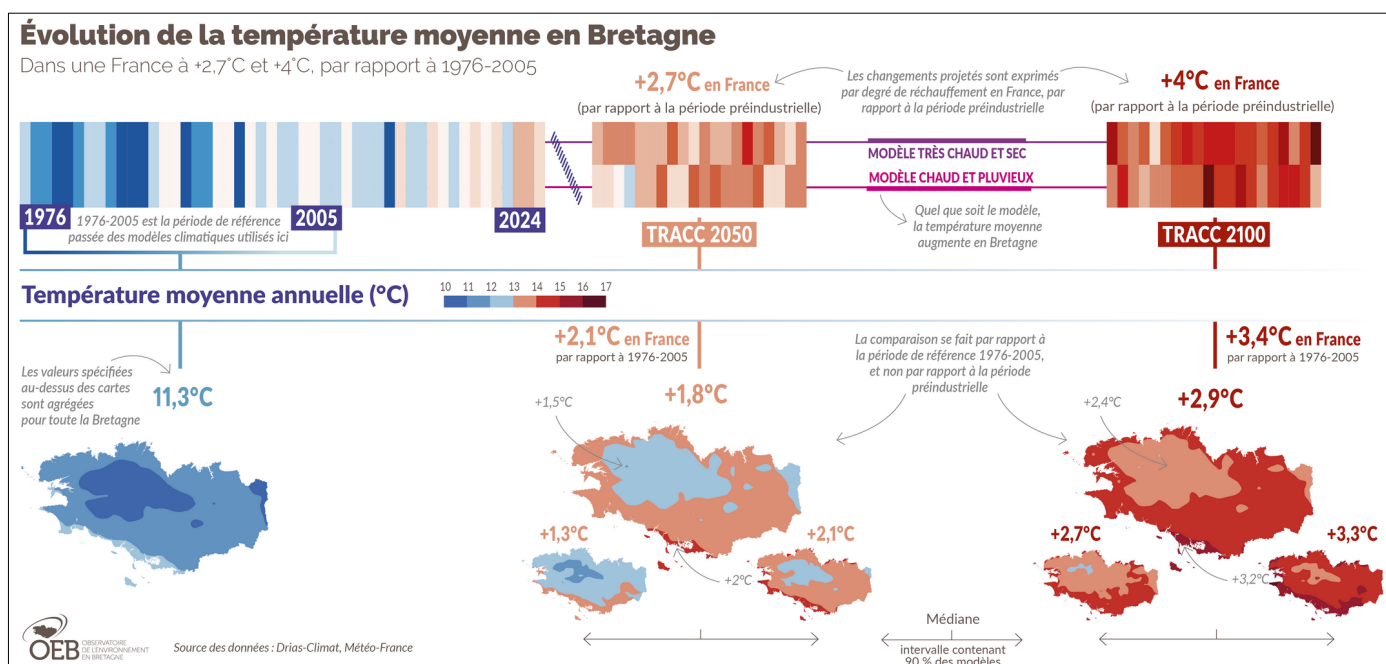 Évolution de la température moyenne en Bretagne
Dans une France à +2,7°C et +4°C, par rapport à 1976-2005
+2,7°C en France
(par rapport à la période préindustrielle)
Les changements projetés sont exprimés
par degré de réchauffement en France, par
rapport à la période préindustrielle
+4°C en France
(par rapport à la période préindustrielle)
MODÈLE TRÈS CHAUD ET SEC
MODÈLE CHAUD ET PLUVIEUX
1976
1976-2005 est la période de référence
passée des modèles climatiques utilisés ici
2005
2024
TRACC 2050
Quel que soit le modèle,
la température moyenne
augmente en Bretagne
TRACC 2100
Température moyenne annuelle (°C)
10 11 12 13 14 15 16 17
+2,1°C en France
par rapport à 1976-2005
La comparaison se fait par rapport à
la période de référence 1976-2005,
et non par rapport à la période
préindustrielle
+3,4°C en France
par rapport à 1976-2005
Les valeurs spécifiées
au-dessus des cartes
sont agrégées
pour toute la Bretagne
11,3°C
+1,8°C
+1,5°C
+1,3°C
+2,1°C
+2°C
+2,9°C
+2,4°C
+2,7°C
+3,3°C
+3,2°C
Médiane
intervalle contenant
90 % des modèles
OEB
OBSERVATOIRE
DE L'ENVIRONNEMENT
EN BRETAGNE
Source des données : Drias-Climat, Météo-France